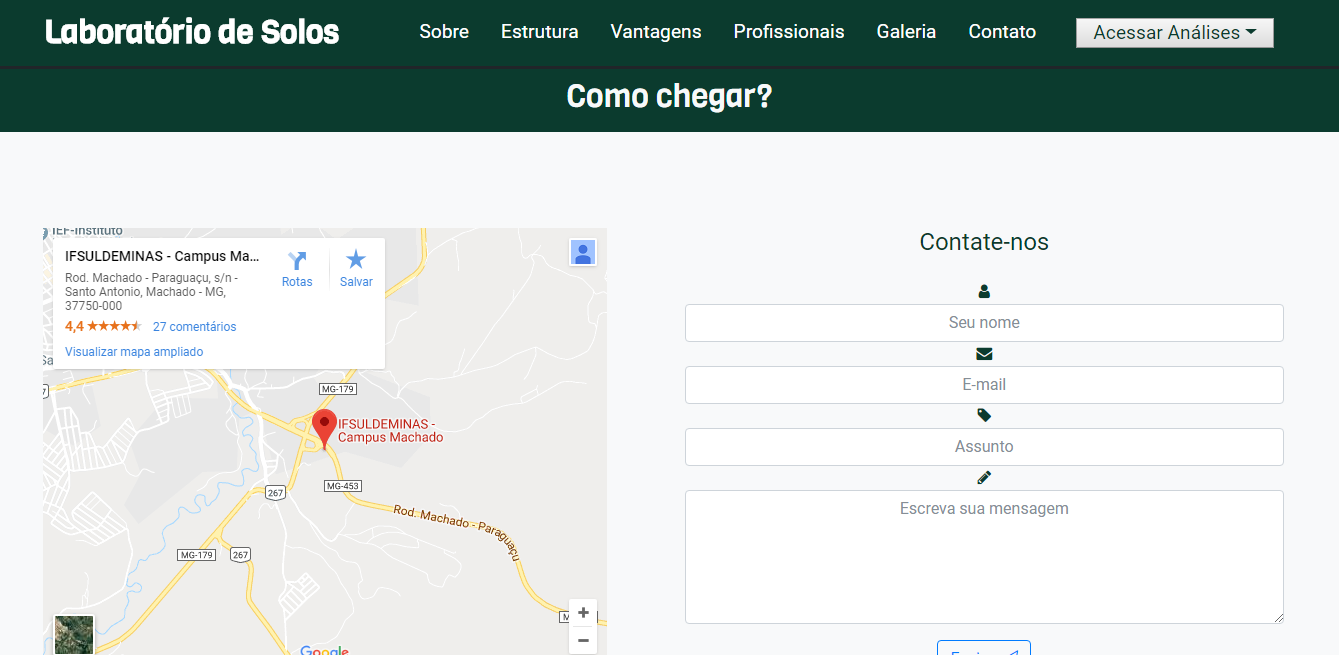 Laboratório de Solos
Sobre
Estrutura
Vantagens
Profissionais
Galeria
Contato
Acessar Análises
Como chegar?
IEF-Instituto
IFSULDEMINAS - Campus Ma...
Rod. Machado - Paraguaçu, s/n -
Santo Antonio, Machado - MG,
37750-000
Rotas
Salvar
4,4
27 comentários
Visualizar mapa ampliado
Sa
MG-179
IFSULDEMINAS -
Campus Machado
267
MG-453
Rod. Machado - Paraguaçu
MG-179
267
Google
Contate-nos
Seu nome
E-mail
Assunto
Escreva sua mensagem